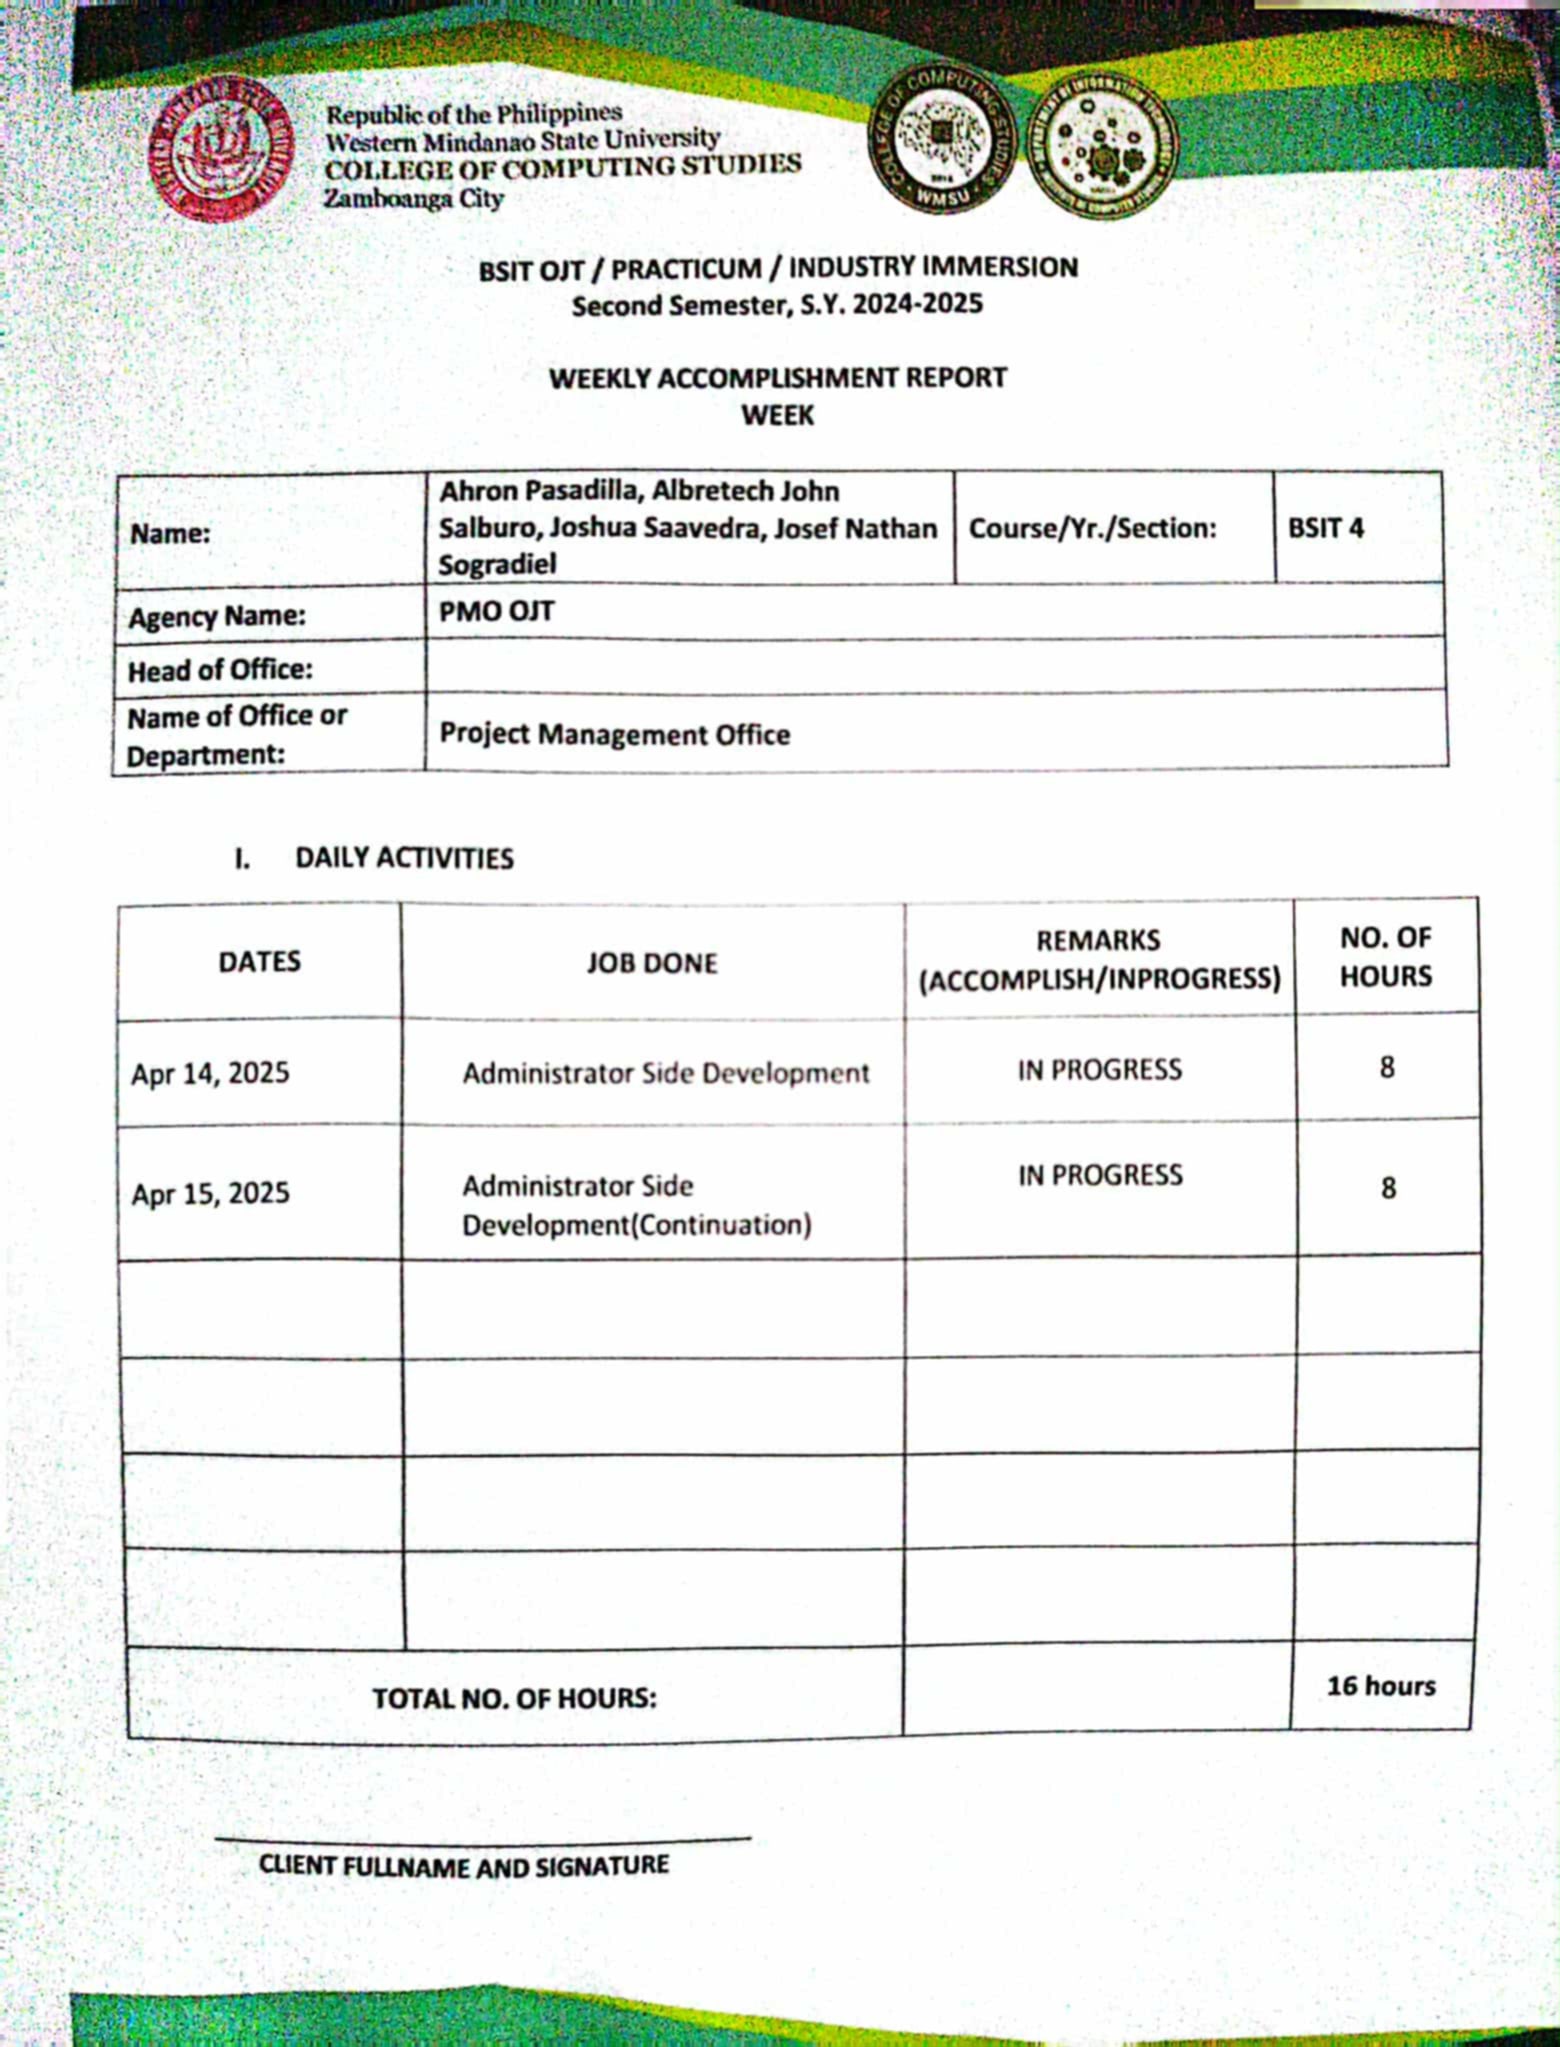 Republic of the Philippines
Western Mindanao State University
COLLEGE OF COMPUTING STUDIES
Zamboanga City
COLLEGE OF COMPUTING STUDIES
WMSU
BSIT OJT / PRACTICUM / INDUSTRY IMMERSION
Second Semester, S.Y. 2024-2025
WEEKLY ACCOMPLISHMENT REPORT
WEEK
Name:
Ahron Pasadilla, Albretech John
Salburo, Joshua Saavedra, Josef Nathan
Sogradiel
Course/Yr./Section:
BSIT 4
Agency Name:
PMO OJT
Head of Office:
Name of Office or
Department:
Project Management Office
I. DAILY ACTIVITIES
DATES
JOB DONE
REMARKS
(ACCOMPLISH/INPROGRESS)
NO. OF
HOURS
Apr 14, 2025
Administrator Side Development
IN PROGRESS
8
Apr 15, 2025
Administrator Side
Development(Continuation)
IN PROGRESS
8
TOTAL NO. OF HOURS:
16 hours
CLIENT FULLNAME AND SIGNATURE